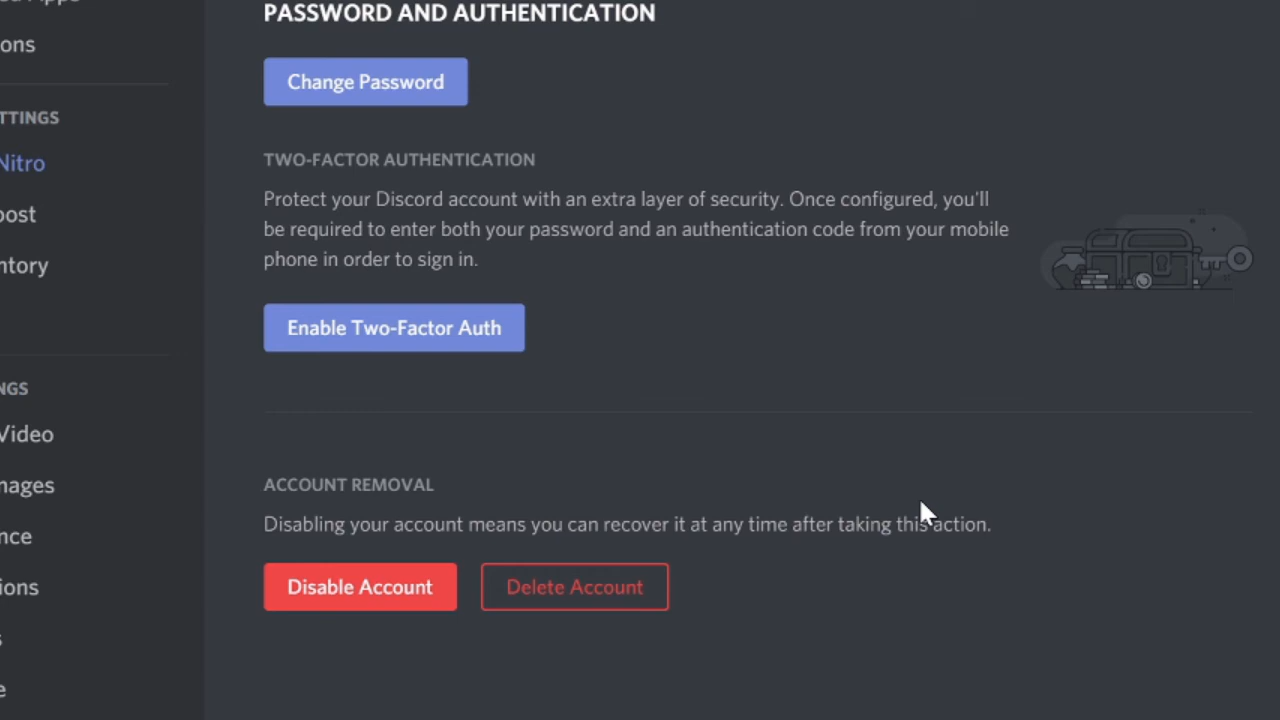 ons
TTINGS
Nitro
oost
ntory
NGS
Video
mages
nce
ions
s
e
PASSWORD AND AUTHENTICATION
Change Password
TWO-FACTOR AUTHENTICATION
Protect your Discord account with an extra layer of security. Once configured, you'll
be required to enter both your password and an authentication code from your mobile
phone in order to sign in.
Enable Two-Factor Auth
ACCOUNT REMOVAL
Disabling your account means you can recover it at any time after taking this action.
Disable Account
Delete Account